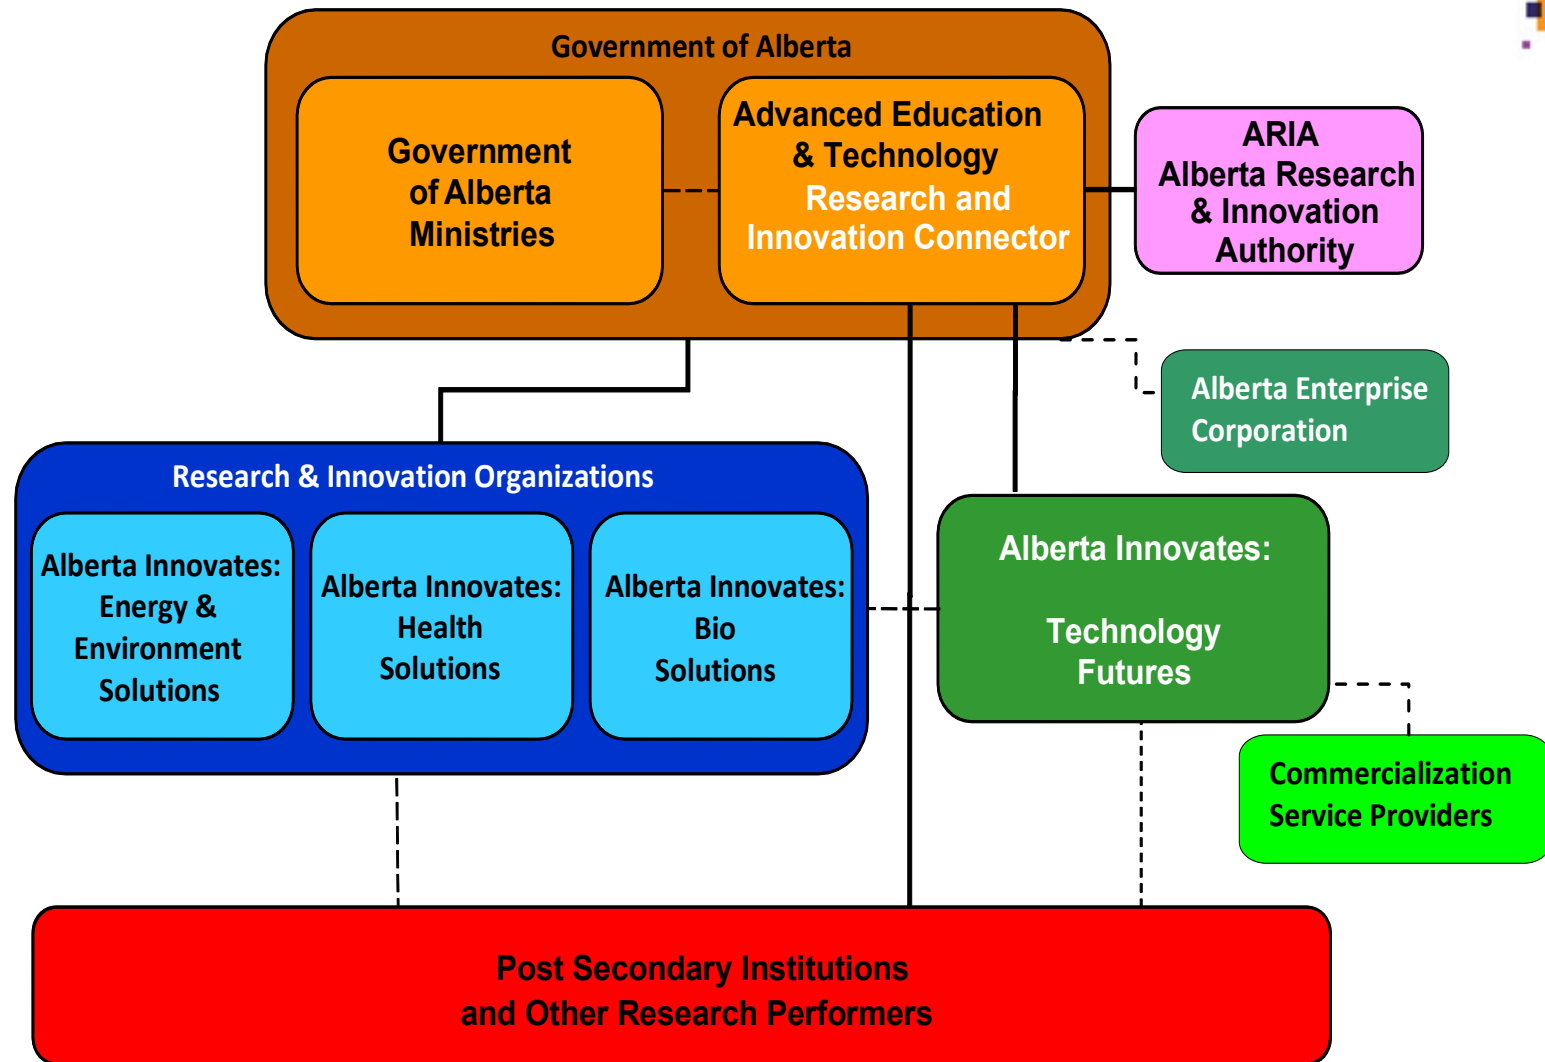 Government of Alberta
Government
of Alberta
Ministries
Advanced Education
& Technology
Research and
Innovation Connector
ARIA
Alberta Research
& Innovation
Authority
Alberta Enterprise
Corporation
Research & Innovation Organizations
Alberta Innovates:
Energy &
Environment
Solutions
Alberta Innovates:
Health
Solutions
Alberta Innovates:
Bio
Solutions
Alberta Innovates:
Technology
Futures
Commercialization
Service Providers
Post Secondary Institutions
and Other Research Performers